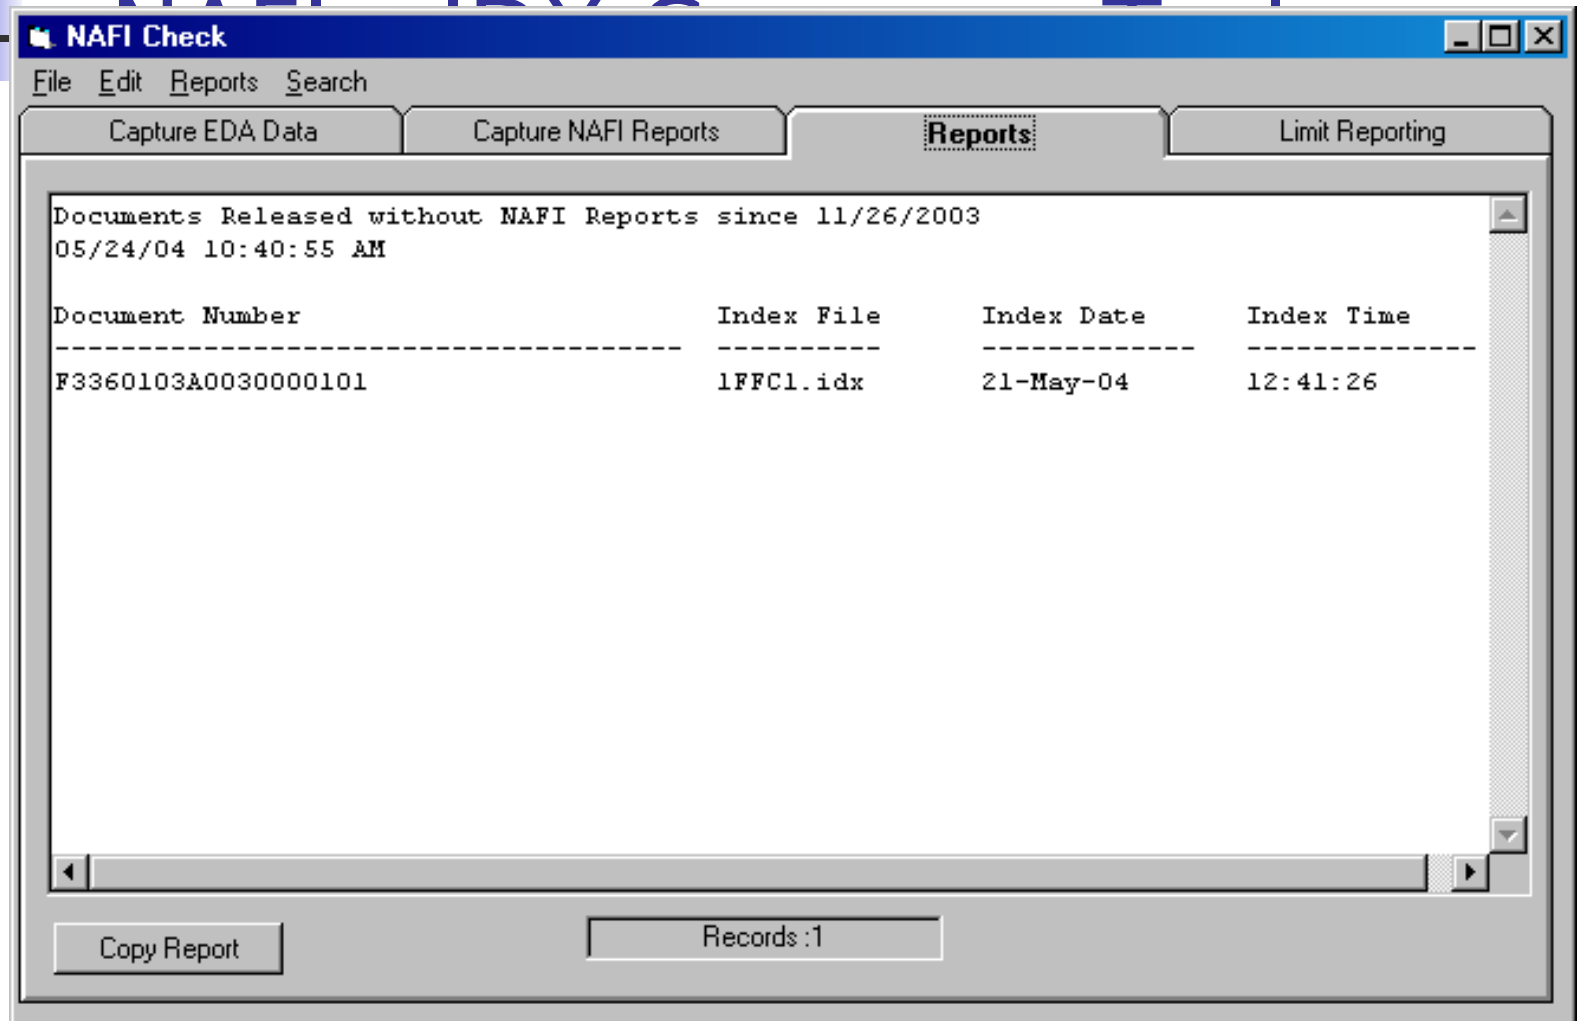 NAFI Check
File Edit Reports Search
Capture EDA Data Capture NAFI Reports Reports Limit Reporting
Documents Released without NAFI Reports since 11/26/2003
05/24/04 10:40:55 AM
Document Number Index File Index Date Index Time
-------------------------------------- ---------- ------------- --------------
F3360103A0030000101 1FFC1.idx 21-May-04 12:41:26
Copy Report Records :1